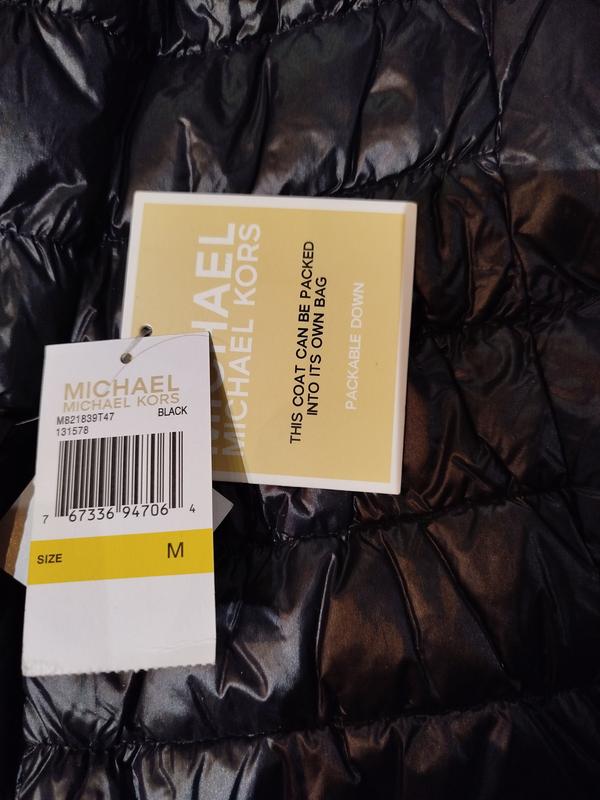 MICHAEL
MICHAEL KORS
THIS COAT CAN BE PACKED
INTO ITS OWN BAG
PACKABLE DOWN
MICHAEL
MICHAEL KORS
M821839T47
BLACK
131578
7 67336 94706 4
SIZE M